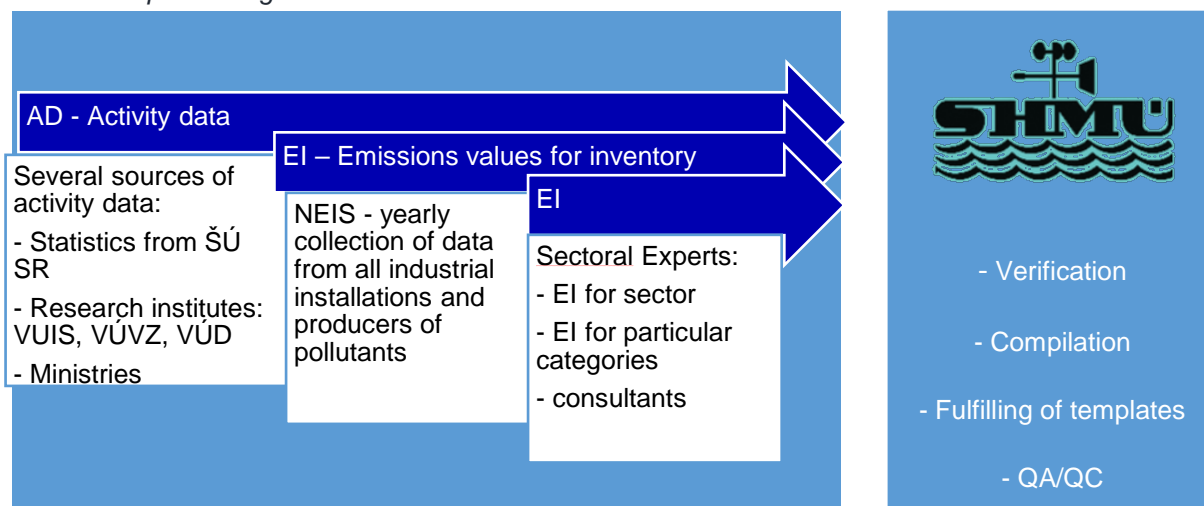 AD - Activity data
EI – Emissions values for inventory
EI
Several sources of
activity data:
- Statistics from ŠÚ
SR
- Research institutes:
VUIS, VÚVZ, VÚD
- Ministries
NEIS - yearly
collection of data
from all industrial
installations and
producers of
pollutants
Sectoral Experts:
- EI for sector
- EI for particular
categories
- consultants
SHMÚ
- Verification
- Compilation
- Fulfilling of templates
- QA/QC